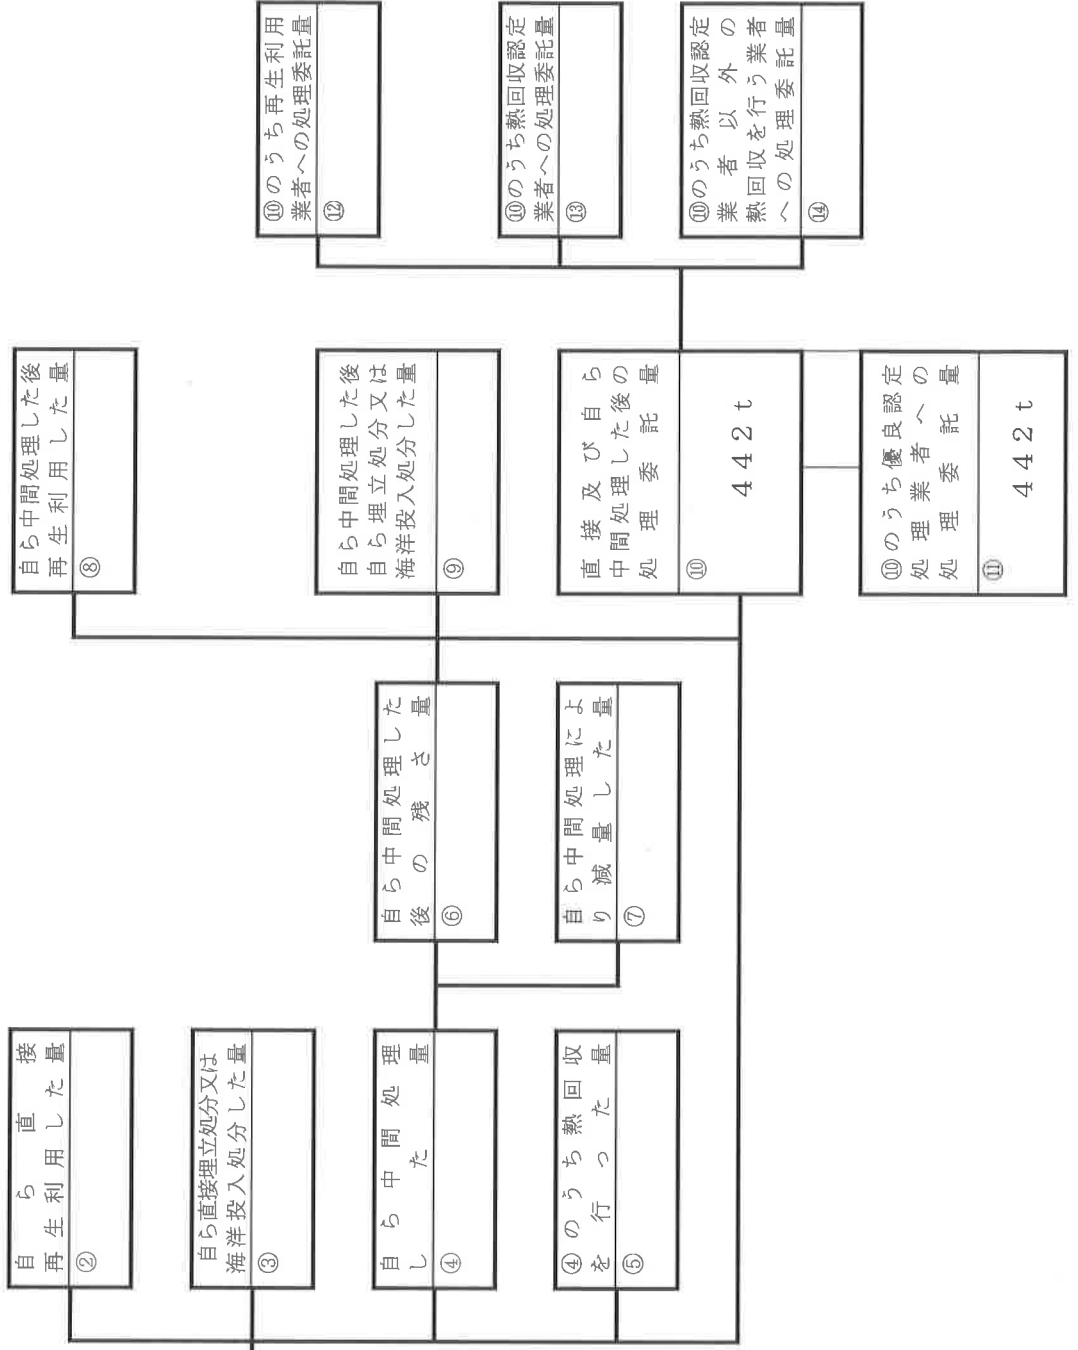 自ら直接
再生利用した量
②
自ら直接埋立処分又は
海洋投入処分した量
③
自ら中間処理
した量
④
④のうち熱回収
を行った量
⑤
自ら中間処理した
後の残さ量
⑥
自ら中間処理によ
り減量した量
⑦
自ら中間処理した後
再生利用した量
⑧
自ら中間処理した後
自ら埋立処分又は
海洋投入処分した量
⑨
直接及び自ら
中間処理した後の
処理委託量
⑩
442t
⑩のうち優良認定
処理業者への
処理委託量
⑪
442t
⑩のうち再生利用
業者への処理委託量
⑫
⑩のうち熱回収認定
業者への処理委託量
⑬
⑩のうち熱回収認定
業者以外の
熱回収を行う業者
への処理委託量
⑭